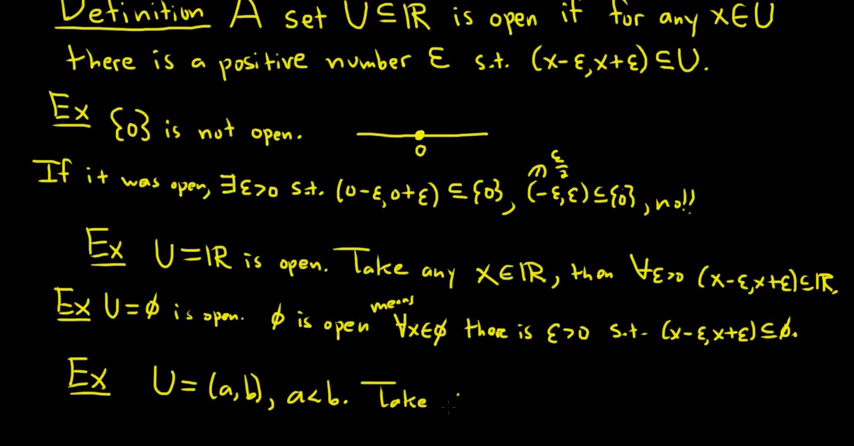 Definition A set U⊆ℝ is open if for any x∈U
there is a positive number ε s.t. (x-ε,x+ε)⊆U.
Ex {0} is not open.
0
If it was open, ∃ε>0 s.t. (0-ε,0+ε)⊆{0}, (-ε,ε)⊆{0}, no!!
ε/2
Ex U=ℝ is open. Take any x∈ℝ, then ∀ε>0 (x-ε,x+ε)⊆ℝ.
Ex U=∅ is open. ∅ is open means ∀x∈∅ there is ε>0 s.t. (x-ε,x+ε)⊆∅.
Ex U=(a,b), a<b. Take